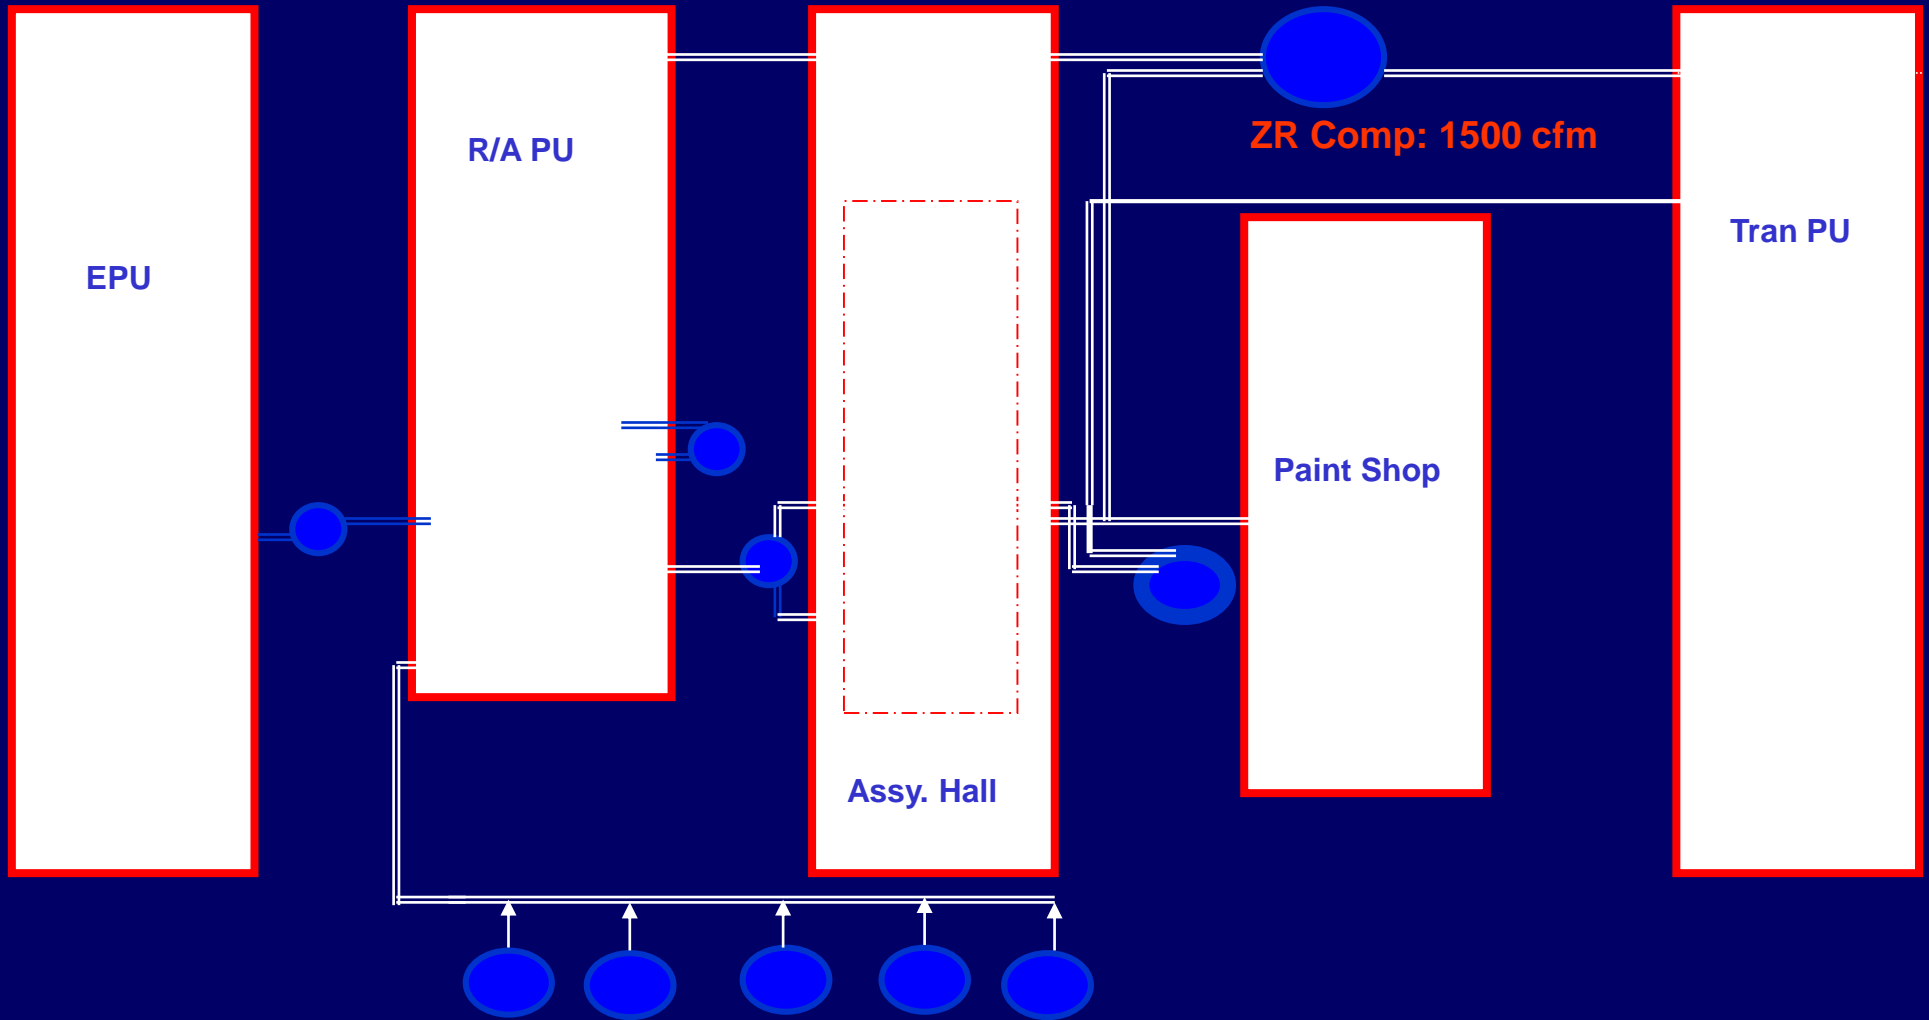 R/A PU
ZR Comp: 1500 cfm
EPU
Tran PU
Paint Shop
Assy. Hall